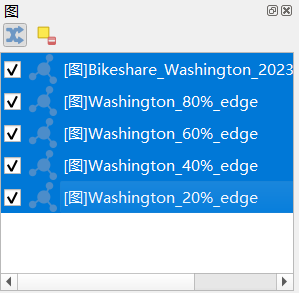 图
[图]Bikeshare_Washington_2023
[图]Washington_80%_edge
[图]Washington_60%_edge
[图]Washington_40%_edge
[图]Washington_20%_edge